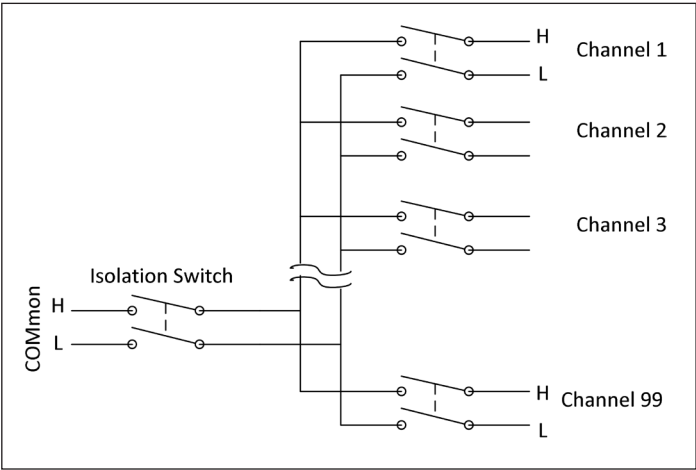 H
Channel 1
L
Channel 2
Channel 3
Isolation Switch
COMmon
H
L
H
Channel 99
L